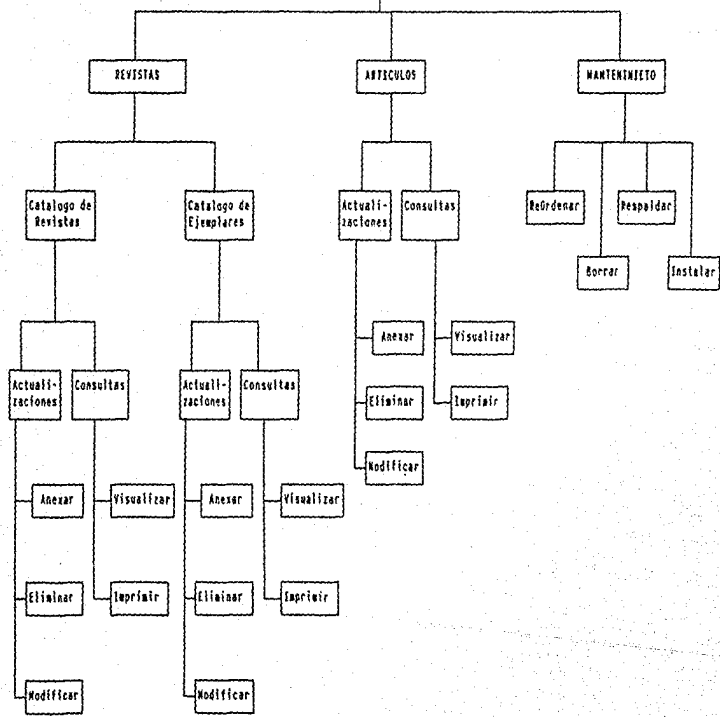 REVISTAS
ARTICULOS
MANTENIMIETO
Catalogo de
Revistas
Catalogo de
Ejemplares
Actuali-
zaciones
Consultas
ReOrdenar
Respaldar
Borrar
Instalar
Anexar
Visualizar
Eliminar
Imprimir
Modificar
Actuali-
zaciones
Consultas
Actuali-
zaciones
Consultas
Anexar
Visualizar
Anexar
Visualizar
Eliminar
Imprimir
Eliminar
Imprimir
Modificar
Modificar